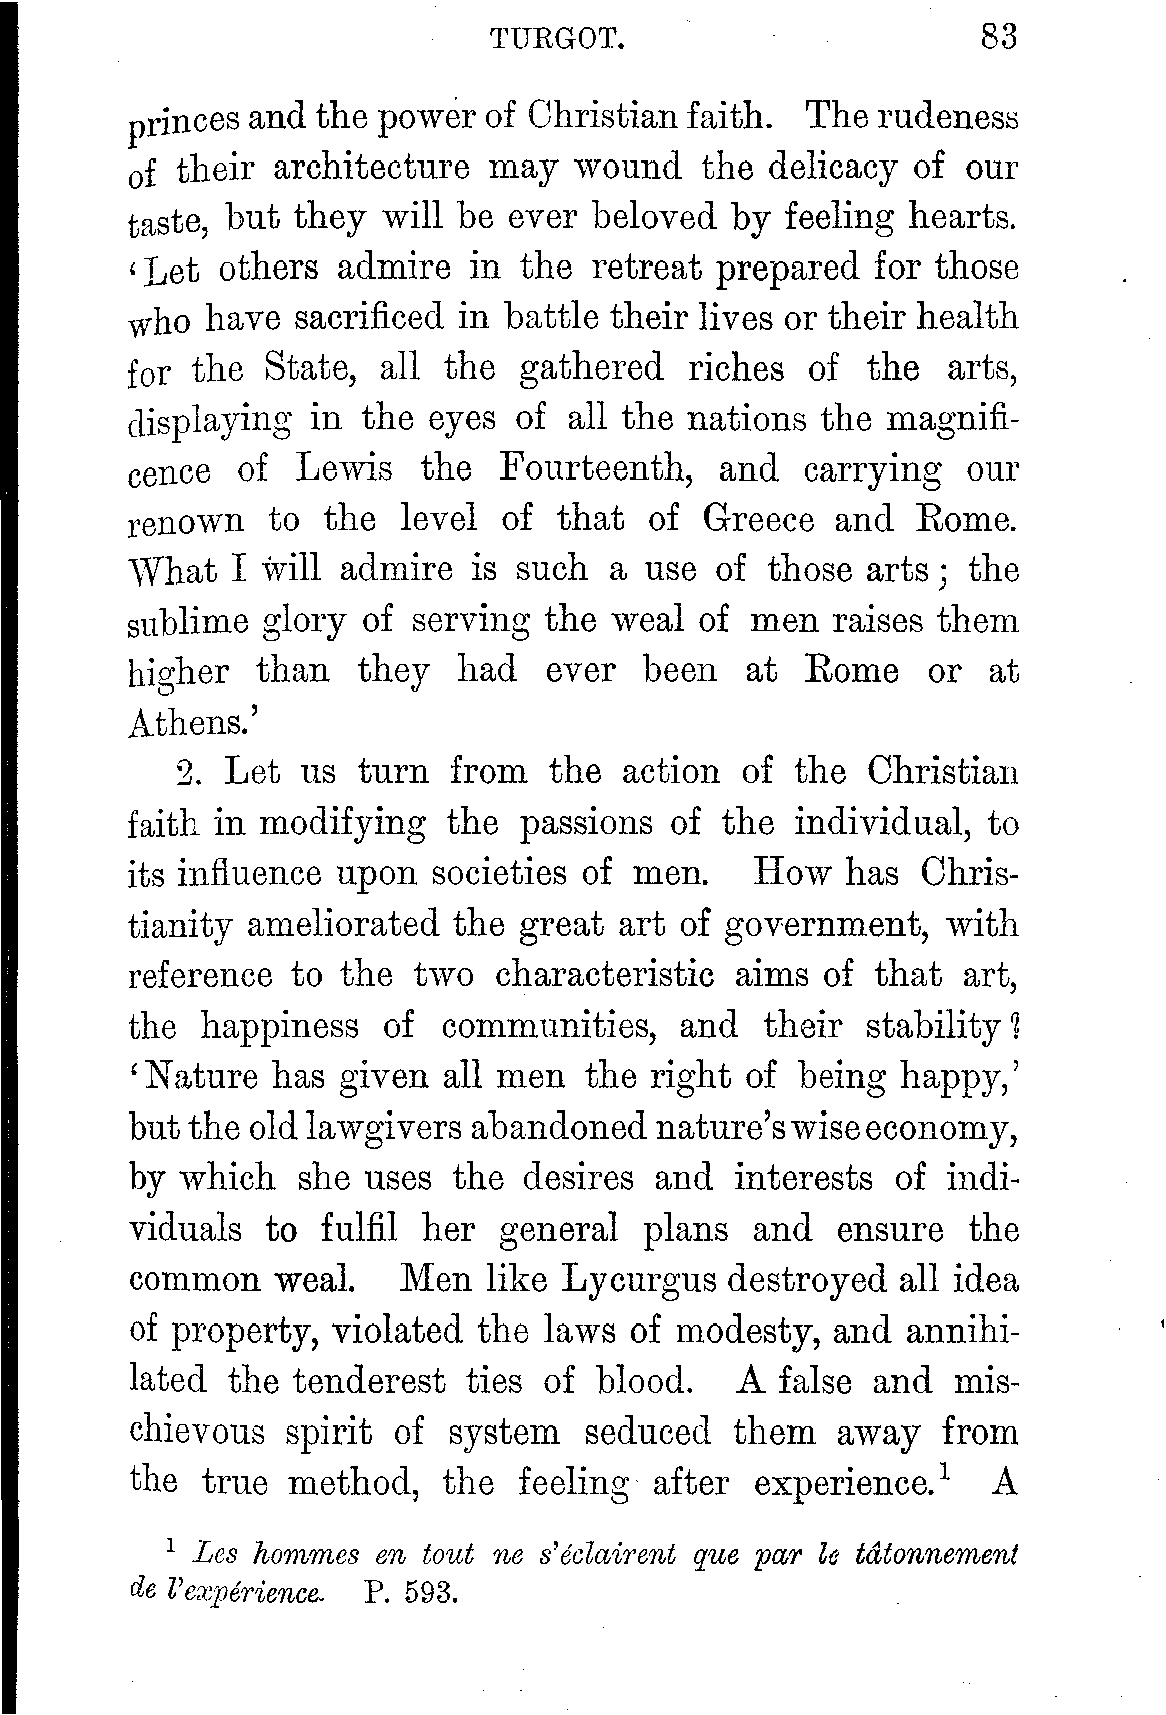 TURGOT. 83
princes and the power of Christian faith. The rudeness
of their architecture may wound the delicacy of our
taste, but they will be ever beloved by feeling hearts.
‘Let others admire in the retreat prepared for those
who have sacrificed in battle their lives or their health
for the State, all the gathered riches of the arts,
displaying in the eyes of all the nations the magnifi-
cence of Lewis the Fourteenth, and carrying our
renown to the level of that of Greece and Rome.
What I will admire is such a use of those arts; the
sublime glory of serving the weal of men raises them
higher than they had ever been at Rome or at
Athens.’
2. Let us turn from the action of the Christian
faith in modifying the passions of the individual, to
its influence upon societies of men. How has Chris-
tianity ameliorated the great art of government, with
reference to the two characteristic aims of that art,
the happiness of communities, and their stability?
‘Nature has given all men the right of being happy,’
but the old lawgivers abandoned nature’s wise economy,
by which she uses the desires and interests of indi-
viduals to fulfil her general plans and ensure the
common weal. Men like Lycurgus destroyed all idea
of property, violated the laws of modesty, and annihi-
lated the tenderest ties of blood. A false and mis-
chievous spirit of system seduced them away from
the true method, the feeling after experience.¹ A
¹ Les hommes en tout ne s’éclairent que par le tâtonnement
de l’expérience. P. 593.